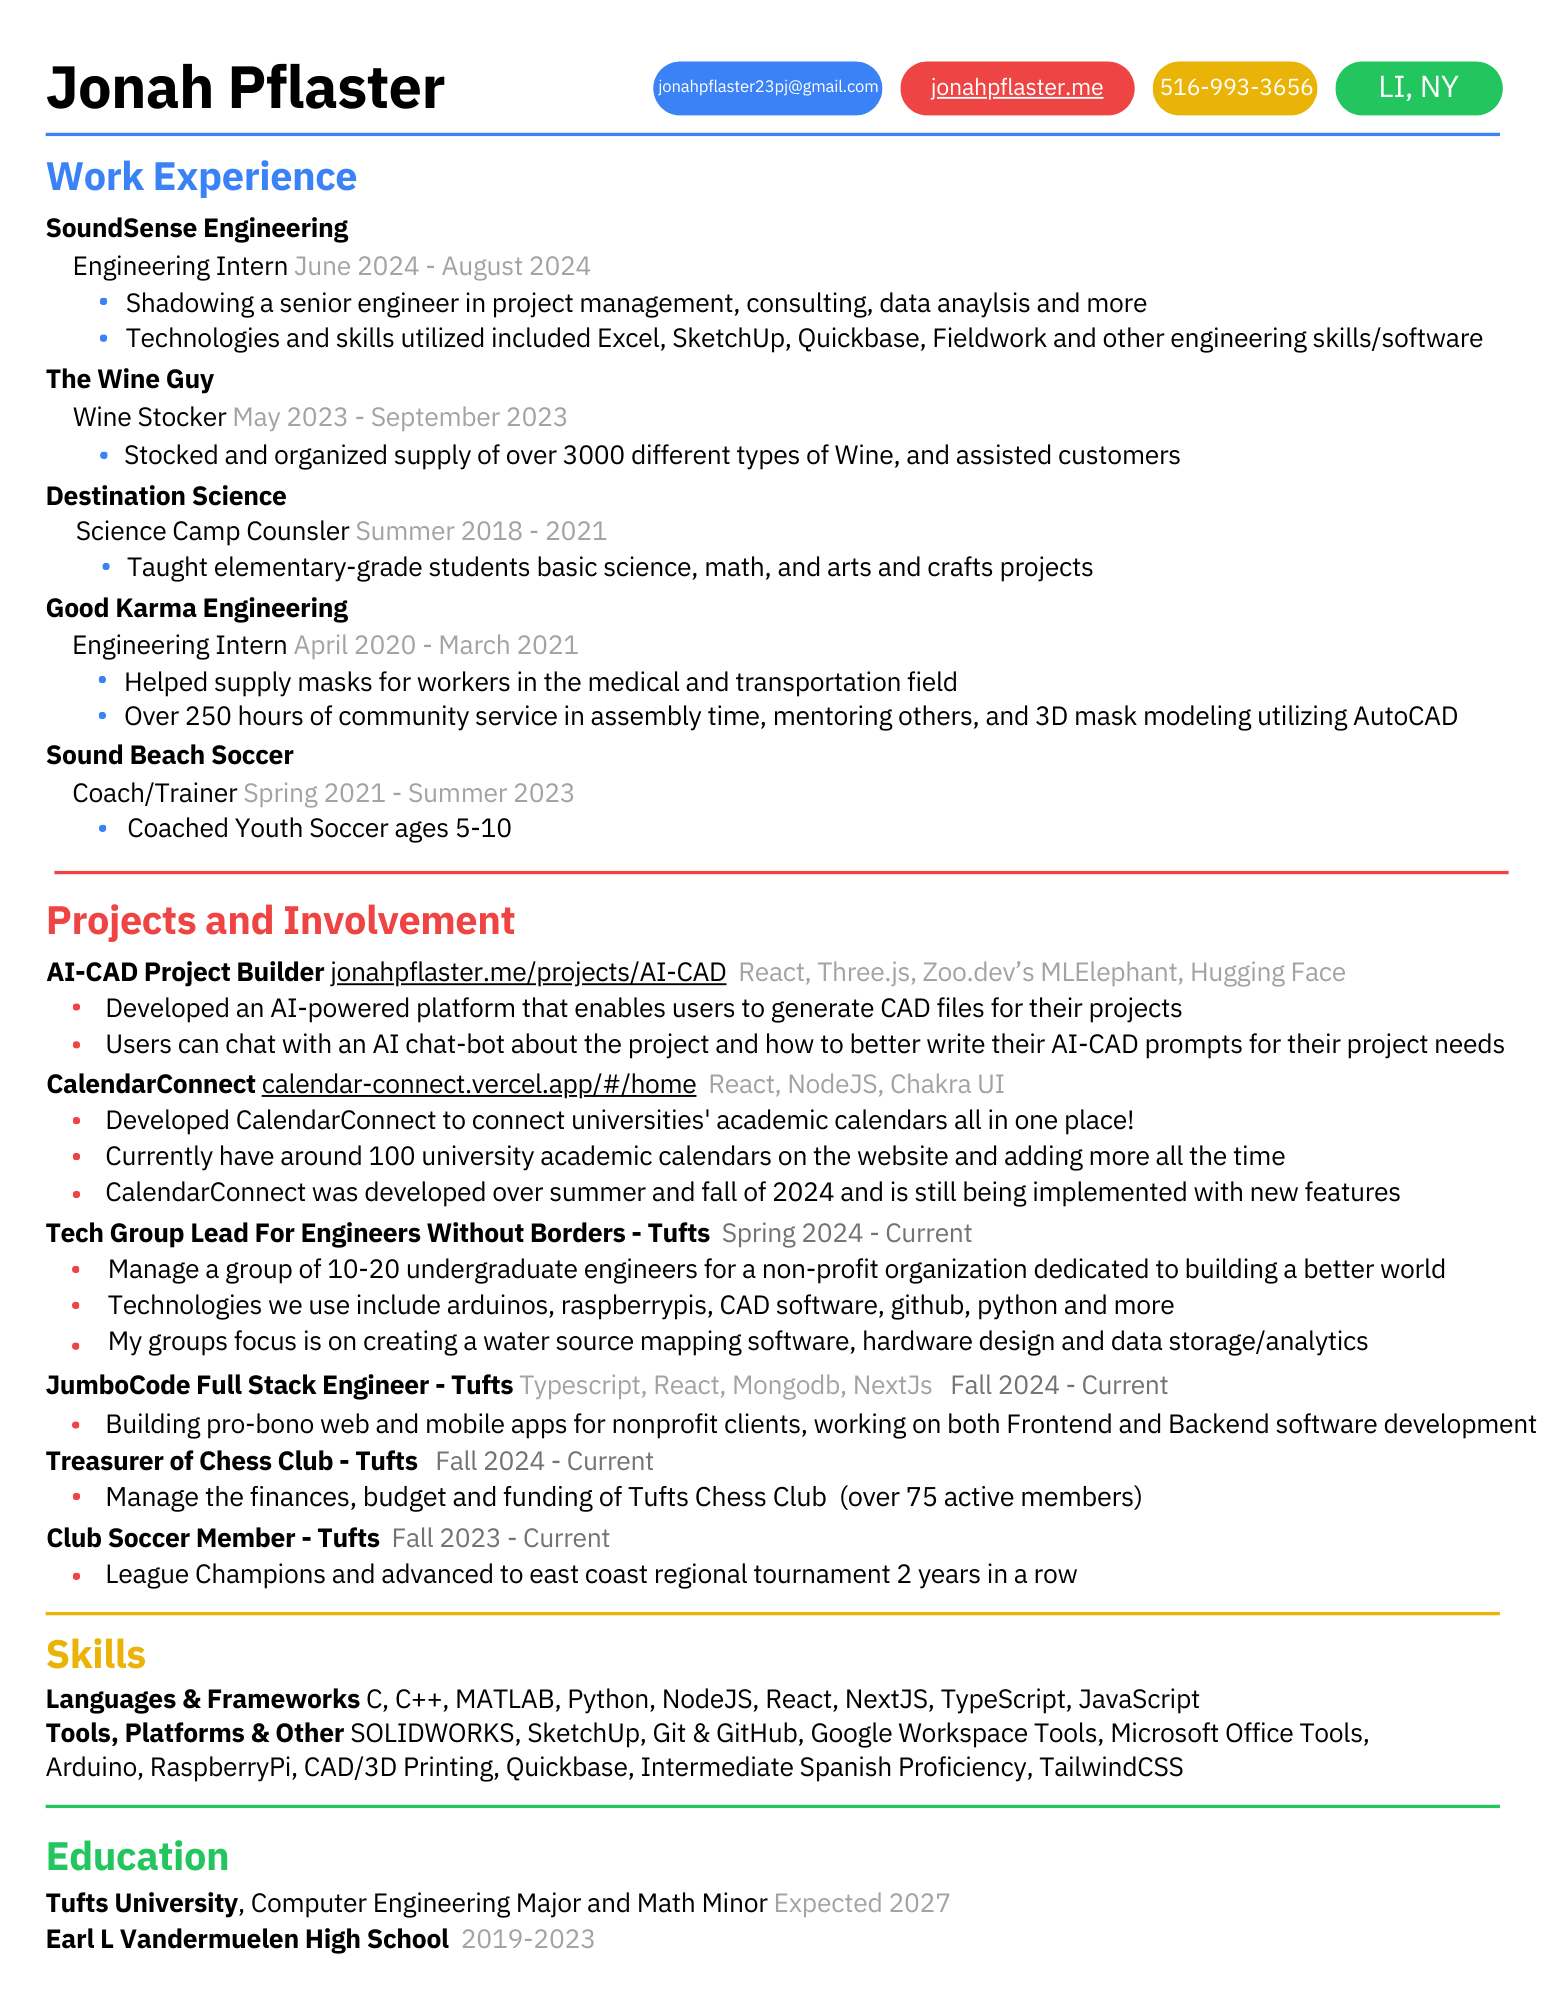 Jonah Pflaster
jonahpflaster23pj@gmail.com jonahpflaster.me 516-993-3656 LI, NY
Work Experience
SoundSense Engineering
Engineering Intern June 2024 - August 2024
• Shadowing a senior engineer in project management, consulting, data anaylsis and more
• Technologies and skills utilized included Excel, SketchUp, Quickbase, Fieldwork and other engineering skills/software
The Wine Guy
Wine Stocker May 2023 - September 2023
• Stocked and organized supply of over 3000 different types of Wine, and assisted customers
Destination Science
Science Camp Counsler Summer 2018 - 2021
• Taught elementary-grade students basic science, math, and arts and crafts projects
Good Karma Engineering
Engineering Intern April 2020 - March 2021
• Helped supply masks for workers in the medical and transportation field
• Over 250 hours of community service in assembly time, mentoring others, and 3D mask modeling utilizing AutoCAD
Sound Beach Soccer
Coach/Trainer Spring 2021 - Summer 2023
• Coached Youth Soccer ages 5-10
Projects and Involvement
AI-CAD Project Builder jonahpflaster.me/projects/AI-CAD React, Three.js, Zoo.dev’s MLElephant, Hugging Face
• Developed an AI-powered platform that enables users to generate CAD files for their projects
• Users can chat with an AI chat-bot about the project and how to better write their AI-CAD prompts for their project needs
CalendarConnect calendar-connect.vercel.app/#/home React, NodeJS, Chakra UI
• Developed CalendarConnect to connect universities' academic calendars all in one place!
• Currently have around 100 university academic calendars on the website and adding more all the time
• CalendarConnect was developed over summer and fall of 2024 and is still being implemented with new features
Tech Group Lead For Engineers Without Borders - Tufts Spring 2024 - Current
• Manage a group of 10-20 undergraduate engineers for a non-profit organization dedicated to building a better world
• Technologies we use include arduinos, raspberrypis, CAD software, github, python and more
• My groups focus is on creating a water source mapping software, hardware design and data storage/analytics
JumboCode Full Stack Engineer - Tufts Typescript, React, Mongodb, NextJs Fall 2024 - Current
• Building pro-bono web and mobile apps for nonprofit clients, working on both Frontend and Backend software development
Treasurer of Chess Club - Tufts Fall 2024 - Current
• Manage the finances, budget and funding of Tufts Chess Club (over 75 active members)
Club Soccer Member - Tufts Fall 2023 - Current
• League Champions and advanced to east coast regional tournament 2 years in a row
Skills
Languages & Frameworks C, C++, MATLAB, Python, NodeJS, React, NextJS, TypeScript, JavaScript
Tools, Platforms & Other SOLIDWORKS, SketchUp, Git & GitHub, Google Workspace Tools, Microsoft Office Tools,
Arduino, RaspberryPi, CAD/3D Printing, Quickbase, Intermediate Spanish Proficiency, TailwindCSS
Education
Tufts University, Computer Engineering Major and Math Minor Expected 2027
Earl L Vandermuelen High School 2019-2023